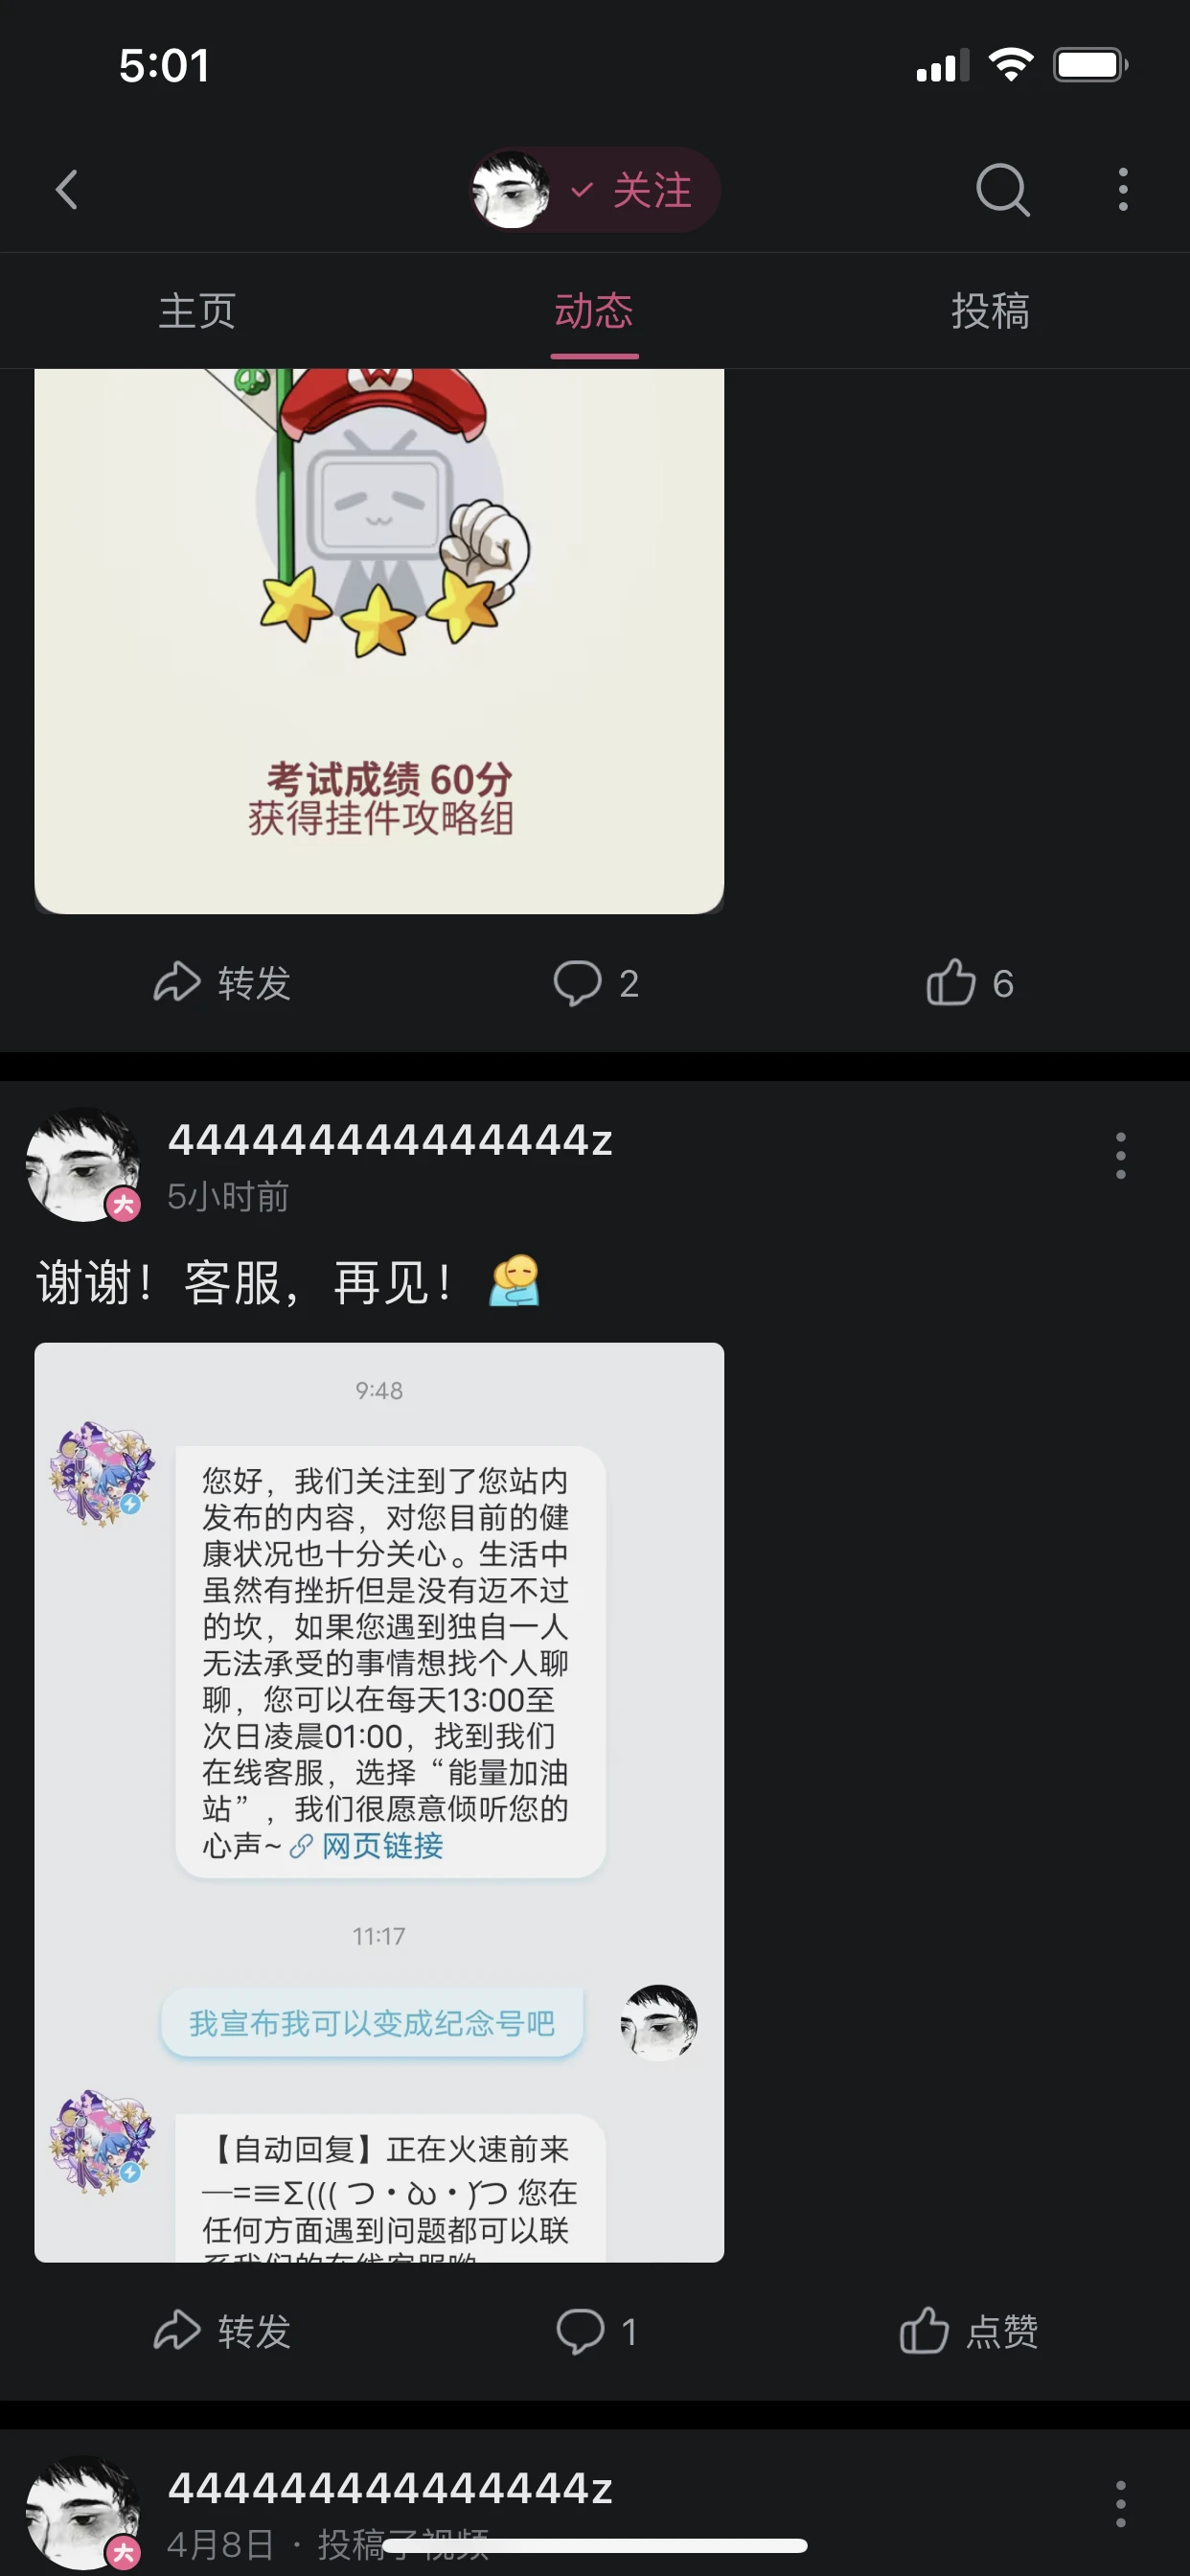 5:01
关注
主页
动态
投稿
W
考试成绩 60分
获得挂件攻略组
转发
2
6
444444444444444z
大
5小时前
谢谢！客服，再见！
9:48
您好，我们关注到了您站内
发布的内容，对您目前的健
康状况也十分关心。生活中
虽然有挫折但是没有迈不过
的坎，如果您遇到独自一人
无法承受的事情想找个人聊
聊，您可以在每天13:00至
次日凌晨01:00，找到我们
在线客服，选择“能量加油
站”，我们很愿意倾听您的
心声~ 网页链接
11:17
我宣布我可以变成纪念号吧
【自动回复】正在火速前来
—=≡Σ(((つ•̀ω•́)つ 您在
任何方面遇到问题都可以联
系我们的在线客服哟
转发
1
点赞
444444444444444z
大
4月8日 · 投稿了视频